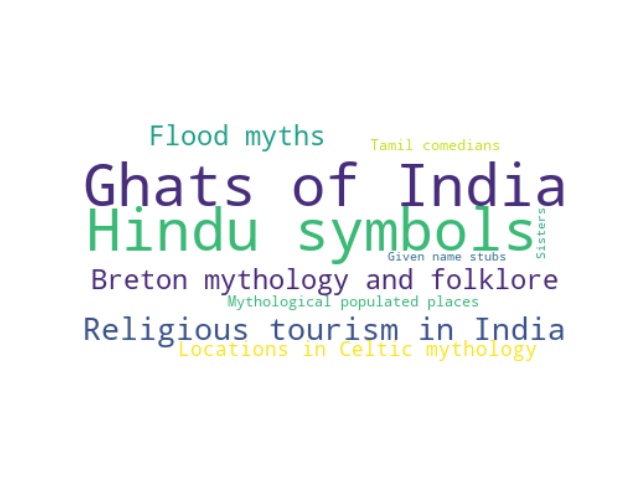 Flood myths
Tamil comedians
Ghats of India
Hindu symbols
Sisters
Given name stubs
Breton mythology and folklore
Mythological populated places
Religious tourism in India
Locations in Celtic mythology